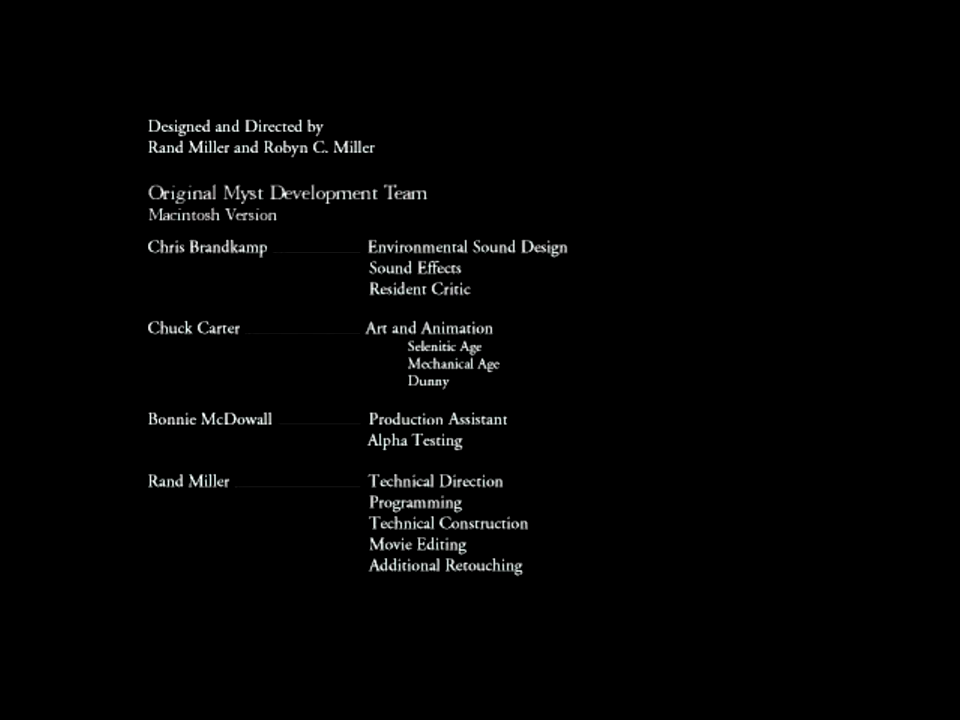 Designed and Directed by
Rand Miller and Robyn C. Miller
Original Myst Development Team
Macintosh Version
Chris Brandkamp Environmental Sound Design
Sound Effects
Resident Critic
Chuck Carter Art and Animation
Selenitic Age
Mechanical Age
Dunny
Bonnie McDowall Production Assistant
Alpha Testing
Rand Miller Technical Direction
Programming
Technical Construction
Movie Editing
Additional Retouching